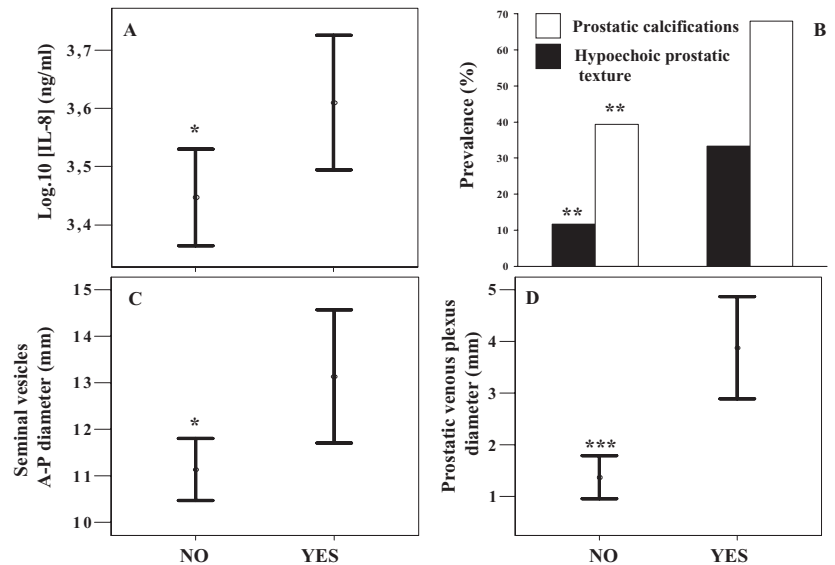 A
Log.10 [IL-8] (ng/ml)
3,7
3,6
3,5
3,4
*
B
Prostatic calcifications
Hypoechoic prostatic
texture
Prevalence (%)
70
60
50
40
30
20
10
0
**
**
C
Seminal vesicles
A-P diameter (mm)
15
14
13
12
11
10
*
NO
YES
D
Prostatic venous plexus
diameter (mm)
5
4
3
2
1
***
NO
YES